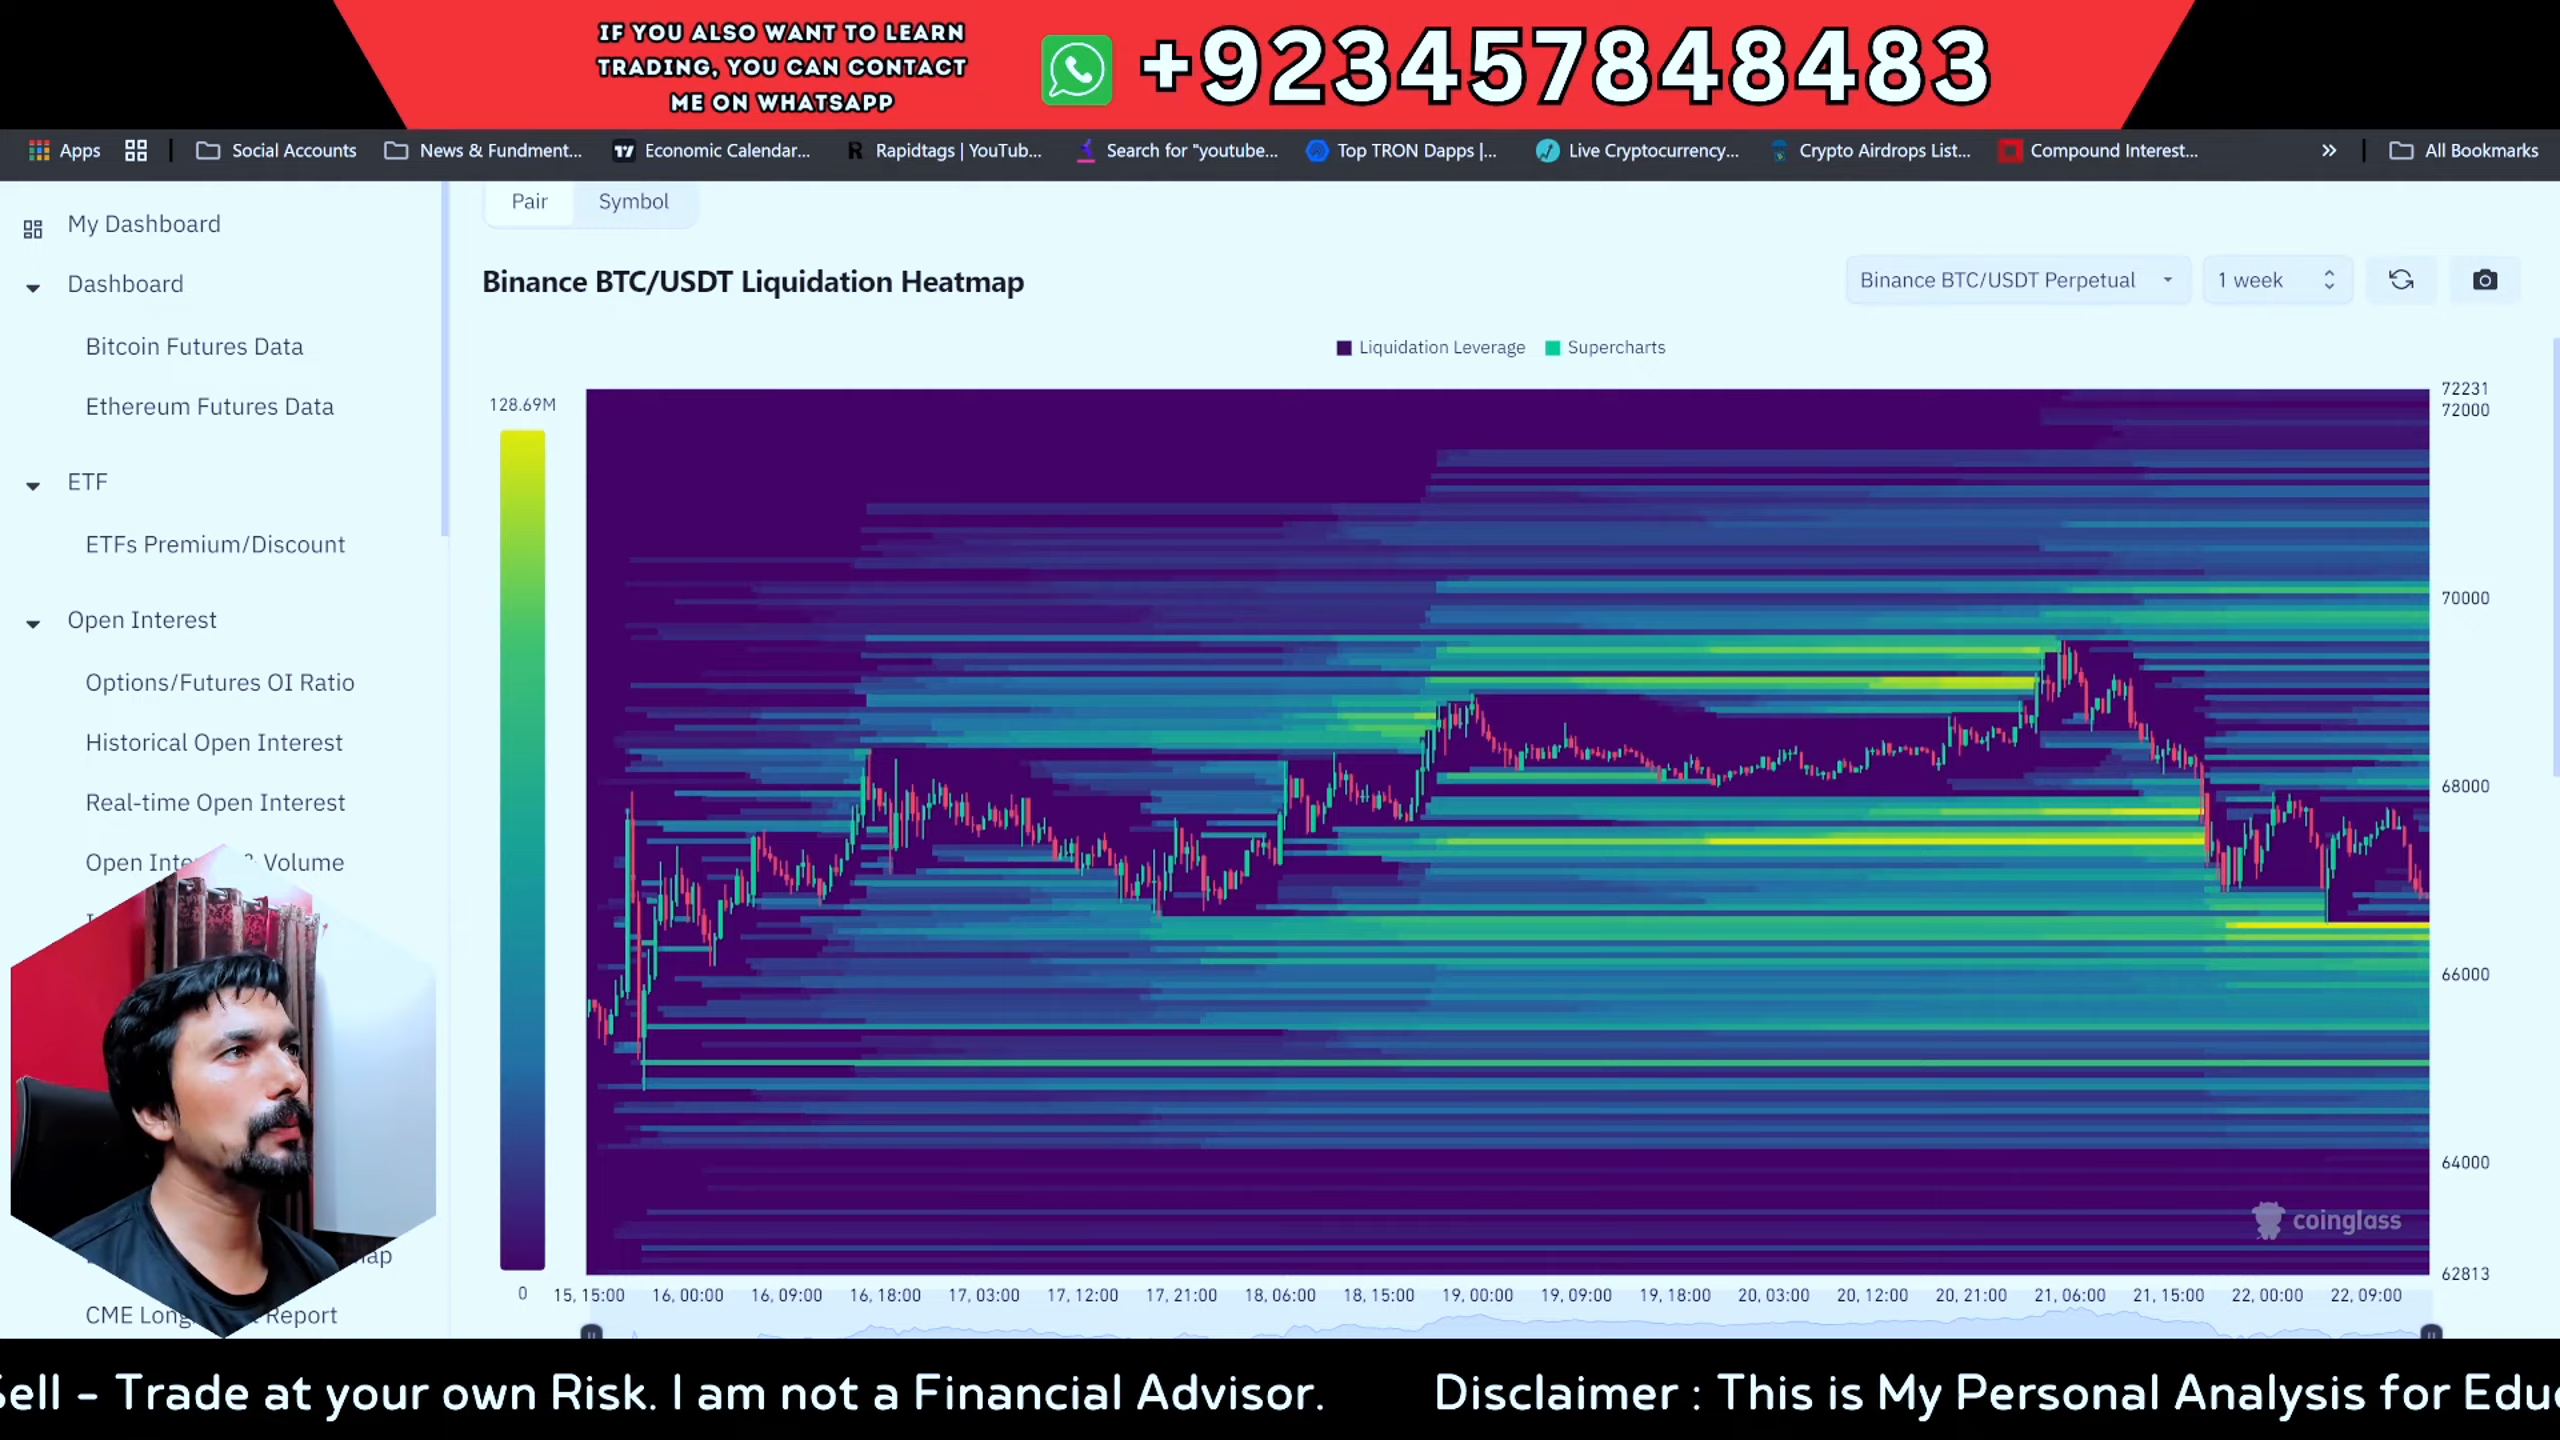 IF YOU ALSO WANT TO LEARN
TRADING, YOU CAN CONTACT
ME ON WHATSAPP
+923457848483
Apps
Social Accounts
News & Fundment...
Economic Calendar...
Rapidtags | YouTub...
Search for "youtube...
Top TRON Dapps |...
Live Cryptocurrency...
Crypto Airdrops List...
Compound Interest...
»
All Bookmarks
Pair
Symbol
My Dashboard
Dashboard
Bitcoin Futures Data
Ethereum Futures Data
ETF
ETFs Premium/Discount
Open Interest
Options/Futures OI Ratio
Historical Open Interest
Real-time Open Interest
Volume
CME Long
Report
Binance BTC/USDT Liquidation Heatmap
Binance BTC/USDT Perpetual
1 week
Liquidation Leverage
Supercharts
128.69M
0
72231
72000
70000
68000
66000
64000
62813
coinglass
15, 15:00 16, 00:00 16, 09:00 16, 18:00 17, 03:00 17, 12:00 17, 21:00 18, 06:00 18, 15:00 19, 00:00 19, 09:00 19, 18:00 20, 03:00 20, 12:00 20, 21:00 21, 06:00 21, 15:00 22, 00:00 22, 09:00
Sell - Trade at your own Risk. I am not a Financial Advisor. Disclaimer : This is My Personal Analysis for Edu